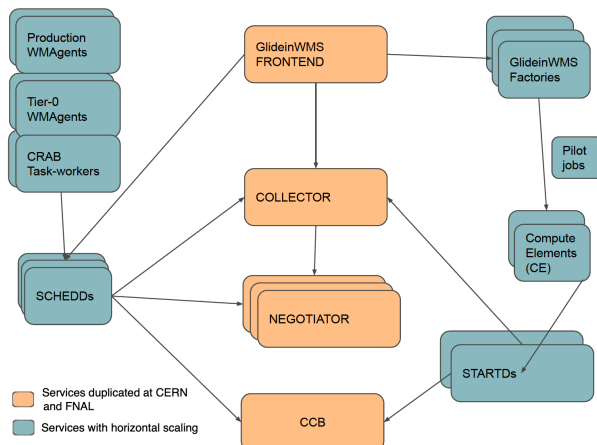 Production
WMAgents
Tier-0
WMAgents
CRAB
Task-workers
GlideinWMS
FRONTEND
GlideinWMS
Factories
Pilot
jobs
COLLECTOR
Compute
Elements
(CE)
SCHEDDs
NEGOTIATOR
STARTDs
CCB
Services duplicated at CERN
and FNAL
Services with horizontal scaling